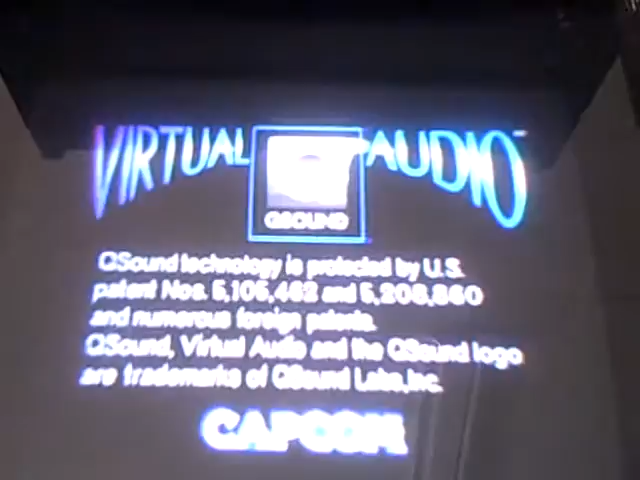 VIRTUAL QSOUND AUDIO™
QSound technology is protected by U.S.
patent Nos. 5,105,462 and 5,208,860
and numerous foreign patents.
QSound, Virtual Audio and the QSound logo
are trademarks of QSound Labs,Inc.
CAPCOM